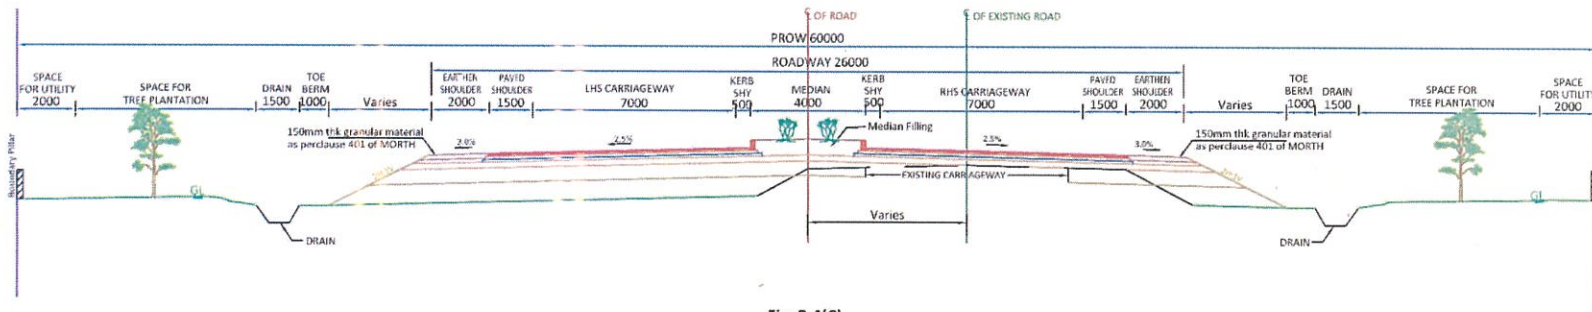 ℄ OF ROAD
℄ OF EXISTING ROAD
PROW 60000
ROADWAY 26000
SPACE
FOR UTILITY
2000
SPACE FOR
TREE PLANTATION
DRAIN
1500
TOE
BERM
1000
Varies
EARTHEN
SHOULDER
2000
PAVED
SHOULDER
1500
LHS CARRIAGEWAY
7000
KERB
SHY
500
MEDIAN
4000
KERB
SHY
500
RHS CARRIAGEWAY
7000
PAVED
SHOULDER
1500
EARTHEN
SHOULDER
2000
Varies
TOE
BERM
1000
DRAIN
1500
SPACE FOR
TREE PLANTATION
SPACE
FOR UTILITY
2000
150mm thk granular material
as perclause 401 of MORTH
2.5%
Median Filling
2.5%
3.0%
150mm thk granular material
as perclause 401 of MORTH
Boundary Pillar
GL
EXISTING CARRIAGEWAY
GL
Varies
DRAIN
DRAIN